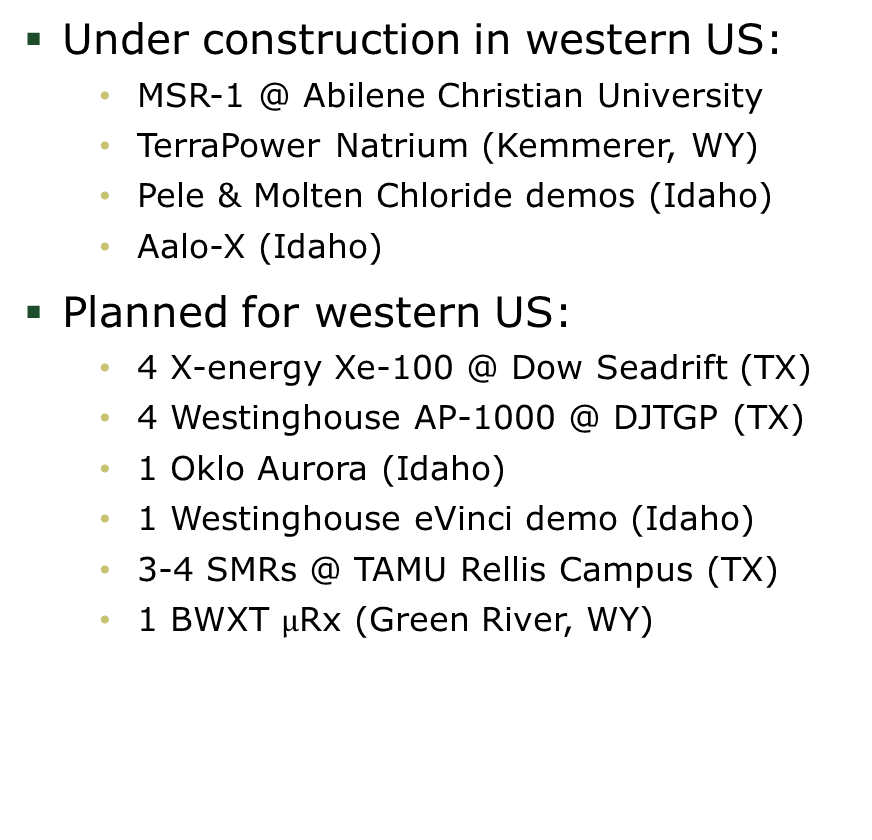 ▪ Under construction in western US:
• MSR-1 @ Abilene Christian University
• TerraPower Natrium (Kemmerer, WY)
• Pele & Molten Chloride demos (Idaho)
• Aalo-X (Idaho)
▪ Planned for western US:
• 4 X-energy Xe-100 @ Dow Seadrift (TX)
• 4 Westinghouse AP-1000 @ DJTGP (TX)
• 1 Oklo Aurora (Idaho)
• 1 Westinghouse eVinci demo (Idaho)
• 3-4 SMRs @ TAMU Rellis Campus (TX)
• 1 BWXT μRx (Green River, WY)